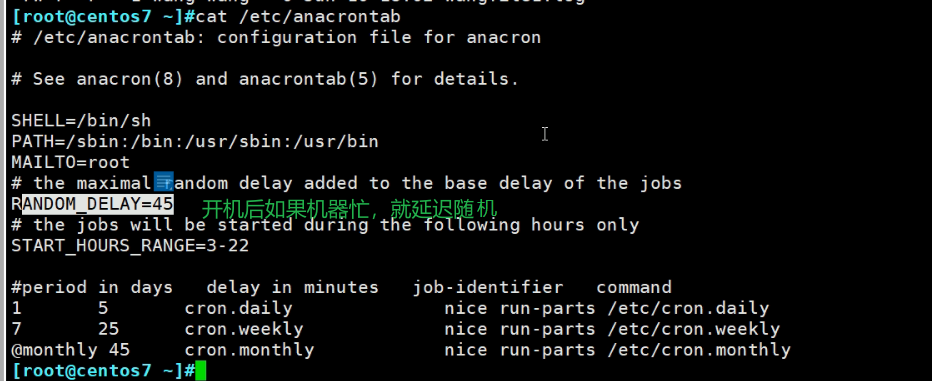 [root@centos7 ~]#cat /etc/anacrontab
# /etc/anacrontab: configuration file for anacron
# See anacron(8) and anacrontab(5) for details.
SHELL=/bin/sh
PATH=/sbin:/bin:/usr/sbin:/usr/bin
MAILTO=root
# the maximal andom delay added to the base delay of the jobs
RANDOM_DELAY=45 开机后如果机器忙，就延迟随机
# the jobs will be started during the following hours only
START_HOURS_RANGE=3-22
#period in days delay in minutes job-identifier command
1 5 cron.daily nice run-parts /etc/cron.daily
7 25 cron.weekly nice run-parts /etc/cron.weekly
@monthly 45 cron.monthly nice run-parts /etc/cron.monthly
[root@centos7 ~]#